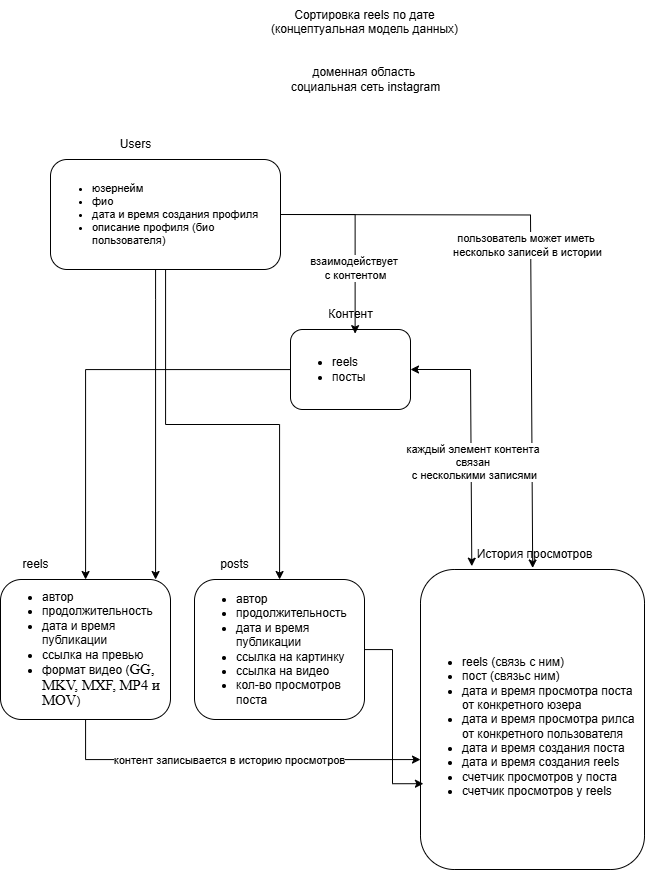 Сортировка reels по дате
(концептуальная модель данных)
доменная область
социальная сеть instagram
Users
юзернейм
фио
дата и время создания профиля
описание профиля (био
пользователя)
взаимодействует
с контентом
пользователь может иметь
несколько записей в истории
Контент
reels
посты
каждый элемент контента
связан
с несколькими записями
reels
автор
продолжительность
дата и время
публикации
ссылка на превью
формат видео (GG,
MKV, MXF, MP4 и
MOV)
posts
автор
продолжительность
дата и время
публикации
ссылка на картинку
ссылка на видео
кол-во просмотров
поста
История просмотров
reels (связь с ним)
пост (связьс ним)
дата и время просмотра поста
от конкретного юзера
дата и время просмотра рилса
от конкретного пользователя
дата и время создания поста
дата и время создания reels
счетчик просмотров у поста
счетчик просмотров у reels
контент записывается в историю просмотров